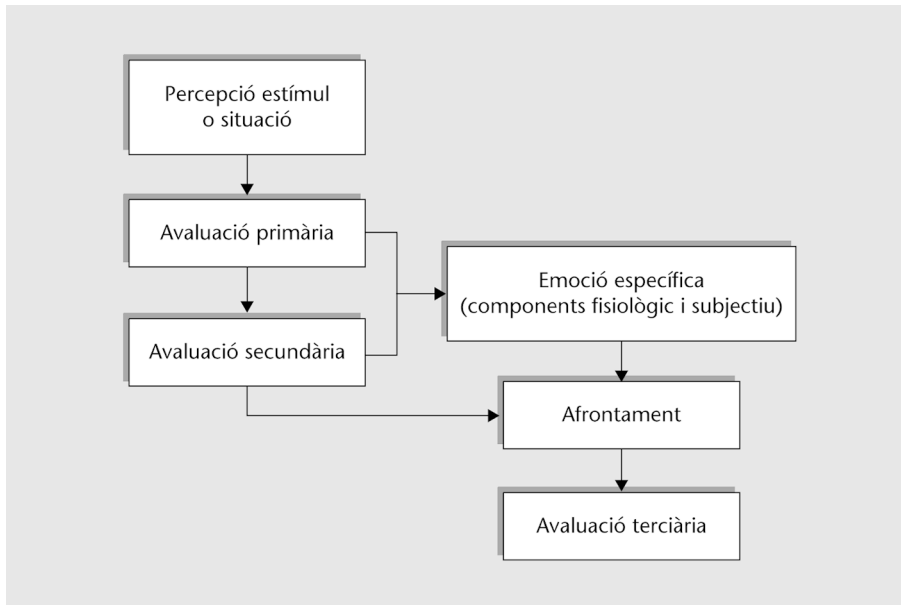 Percepció estímul
o situació
Avaluació primària
Emoció específica
(components fisiològic i subjectiu)
Avaluació secundària
Afrontament
Avaluació terciària